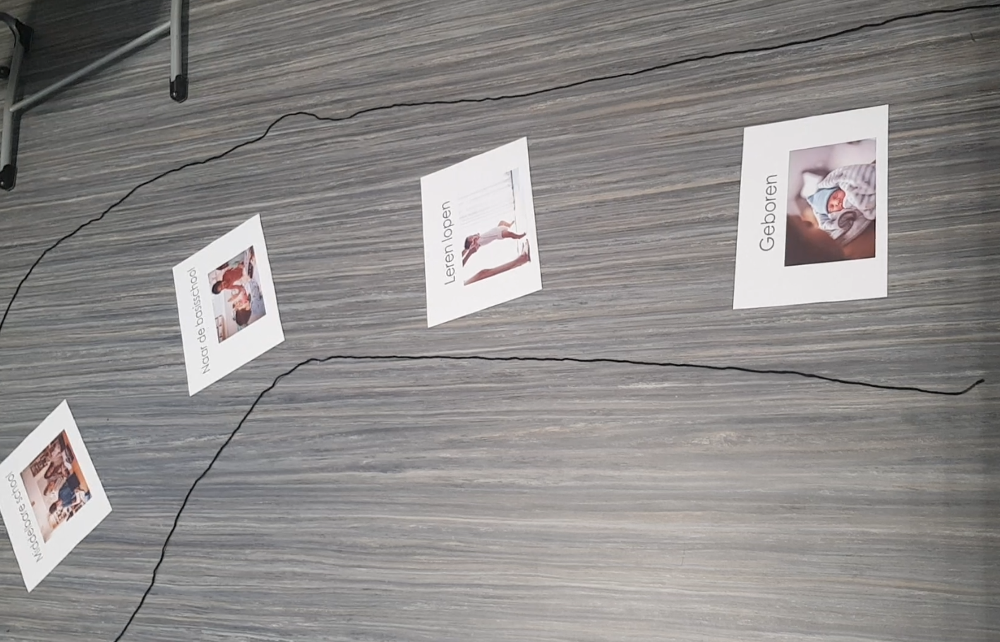 Geboren
Leren lopen
Naar de basisschool
Middelbare school